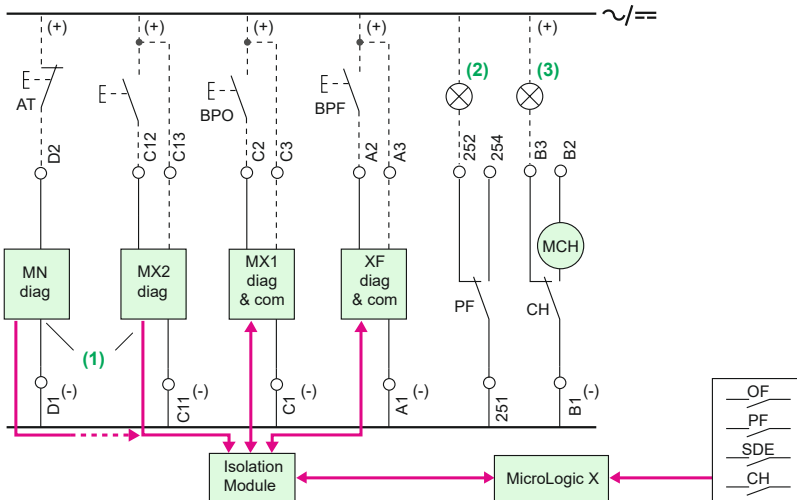 (+) (+) (+) (+) (+)
(2) (3)
AT BPO BPF
D2 C12 C13 C2 C3 A2 A3 252 254 B3 B2
MN
diag
MX2
diag
MX1
diag
& com
XF
diag
& com
MCH
PF CH
(1)
(-) (-) (-) (-) (-)
D1 C11 C1 A1 251 B1
OF
PF
SDE
CH
Isolation
Module
MicroLogic X